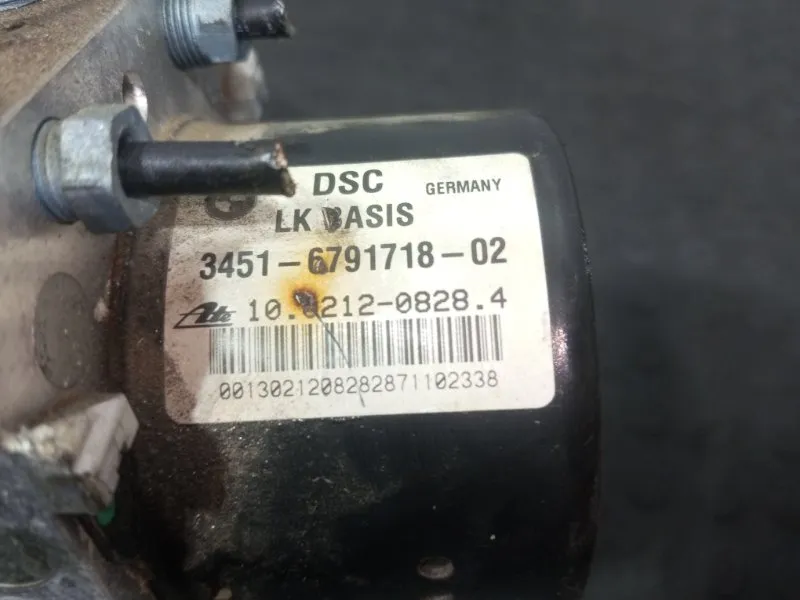 DSC GERMANY
LK BASIS
3451-6791718-02
Ate 10.0212-0828.4
0013021208282871102338